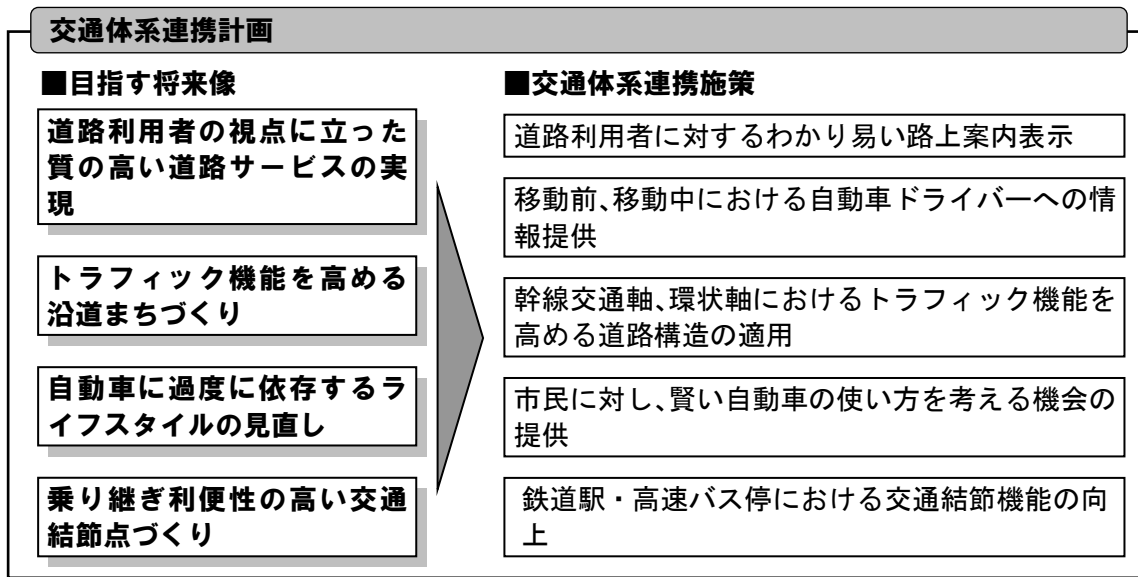 交通体系連携計画
■目指す将来像
道路利用者の視点に立った
質の高い道路サービスの実
現
トラフィック機能を高める
沿道まちづくり
自動車に過度に依存するラ
イフスタイルの見直し
乗り継ぎ利便性の高い交通
結節点づくり
■交通体系連携施策
道路利用者に対するわかり易い路上案内表示
移動前、移動中における自動車ドライバーへの情
報提供
幹線交通軸、環状軸におけるトラフィック機能を
高める道路構造の適用
市民に対し、賢い自動車の使い方を考える機会の
提供
鉄道駅・高速バス停における交通結節機能の向
上